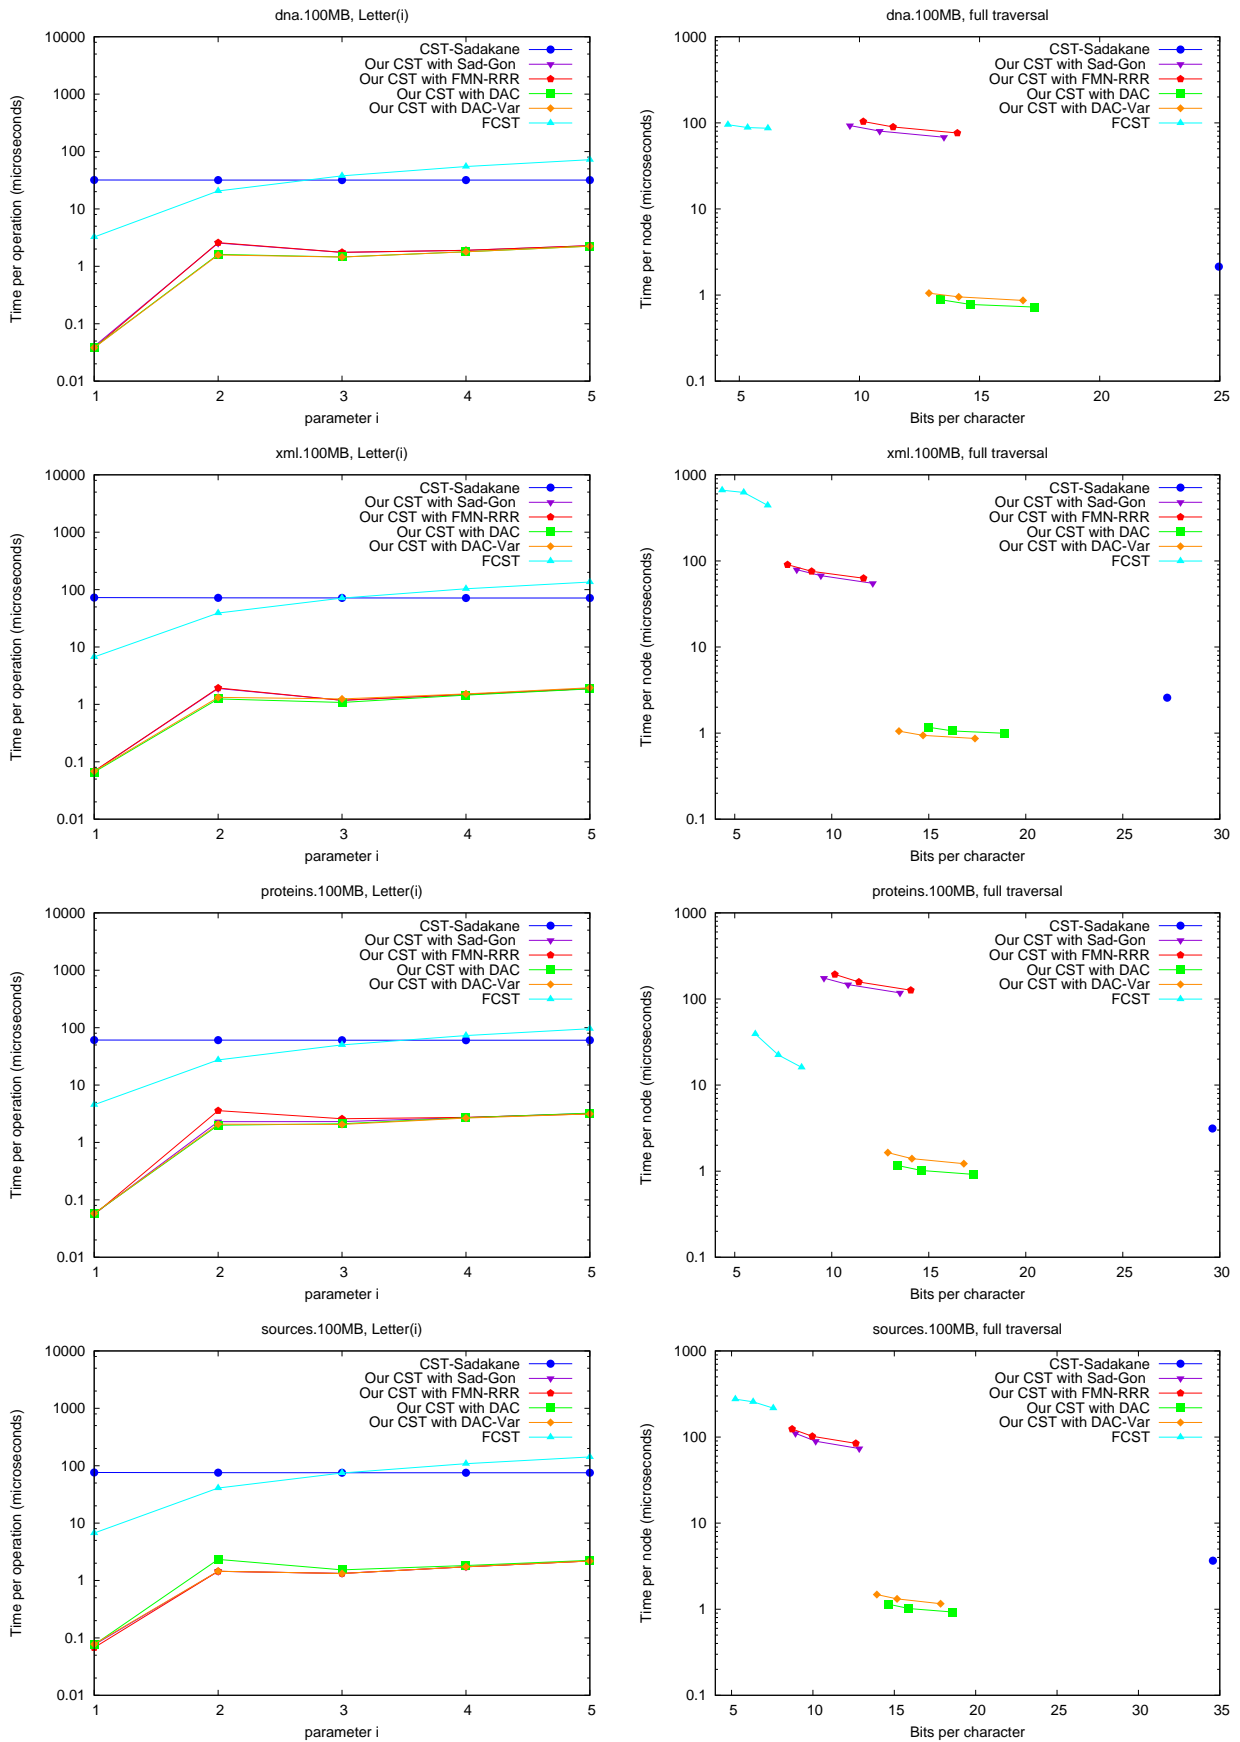 dna.100MB, Letter(i)
Time per operation (microseconds)
10000
1000
100
10
1
0.1
0.01
CST-Sadakane
Our CST with Sad-Gon
Our CST with FMN-RRR
Our CST with DAC
Our CST with DAC-Var
FCST
1 2 3 4 5
parameter i
dna.100MB, full traversal
Time per node (microseconds)
1000
100
10
1
0.1
CST-Sadakane
Our CST with Sad-Gon
Our CST with FMN-RRR
Our CST with DAC
Our CST with DAC-Var
FCST
5 10 15 20 25
Bits per character
xml.100MB, Letter(i)
Time per operation (microseconds)
10000
1000
100
10
1
0.1
0.01
CST-Sadakane
Our CST with Sad-Gon
Our CST with FMN-RRR
Our CST with DAC
Our CST with DAC-Var
FCST
1 2 3 4 5
parameter i
xml.100MB, full traversal
Time per node (microseconds)
1000
100
10
1
0.1
CST-Sadakane
Our CST with Sad-Gon
Our CST with FMN-RRR
Our CST with DAC
Our CST with DAC-Var
FCST
5 10 15 20 25 30
Bits per character
proteins.100MB, Letter(i)
Time per operation (microseconds)
10000
1000
100
10
1
0.1
0.01
CST-Sadakane
Our CST with Sad-Gon
Our CST with FMN-RRR
Our CST with DAC
Our CST with DAC-Var
FCST
1 2 3 4 5
parameter i
proteins.100MB, full traversal
Time per node (microseconds)
1000
100
10
1
0.1
CST-Sadakane
Our CST with Sad-Gon
Our CST with FMN-RRR
Our CST with DAC
Our CST with DAC-Var
FCST
5 10 15 20 25 30
Bits per character
sources.100MB, Letter(i)
Time per operation (microseconds)
10000
1000
100
10
1
0.1
0.01
CST-Sadakane
Our CST with Sad-Gon
Our CST with FMN-RRR
Our CST with DAC
Our CST with DAC-Var
FCST
1 2 3 4 5
parameter i
sources.100MB, full traversal
Time per node (microseconds)
1000
100
10
1
0.1
CST-Sadakane
Our CST with Sad-Gon
Our CST with FMN-RRR
Our CST with DAC
Our CST with DAC-Var
FCST
5 10 15 20 25 30 35
Bits per character